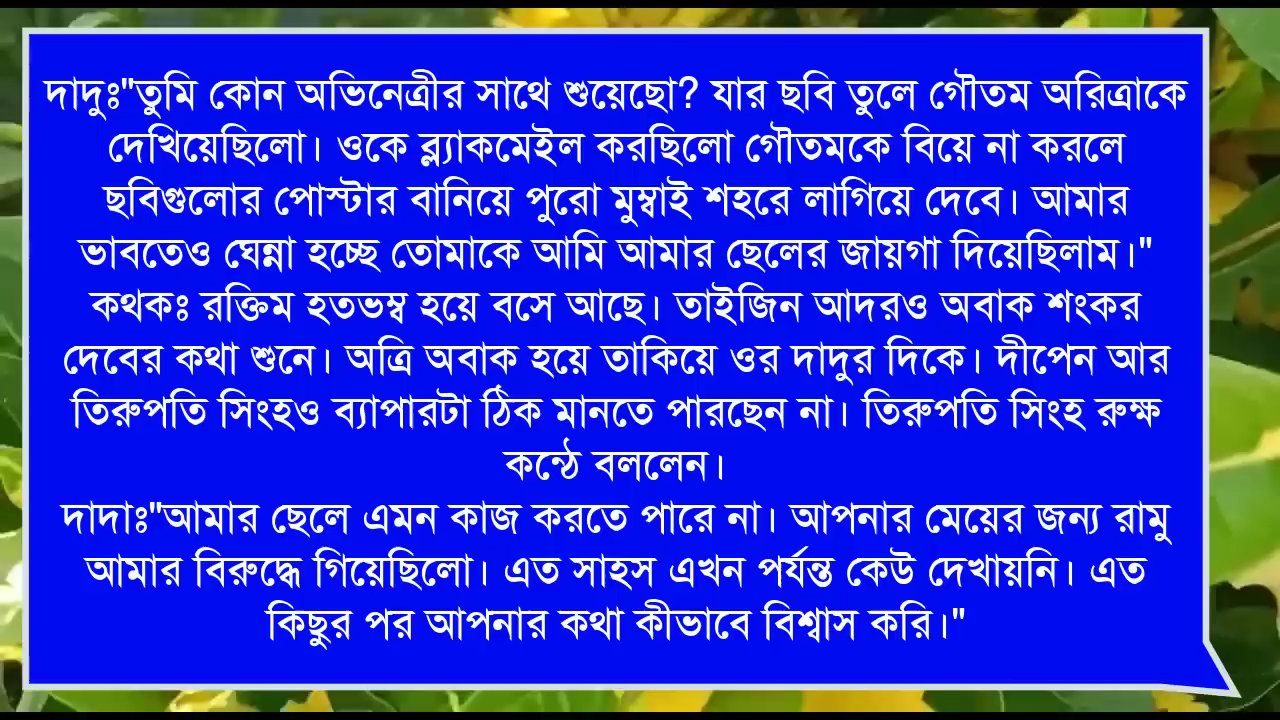 দাদুঃ"তুমি কোন অভিনেত্রীর সাথে শুয়েছো? যার ছবি তুলে গৌতম অরিত্রাকে
দেখিয়েছিলো। ওকে ব্ল্যাকমেইল করছিলো গৌতমকে বিয়ে না করলে
ছবিগুলোর পোস্টার বানিয়ে পুরো মুম্বাই শহরে লাগিয়ে দেবে। আমার
ভাবতেও ঘেন্না হচ্ছে তোমাকে আমি আমার ছেলের জায়গা দিয়েছিলাম।"
কথকঃ রক্তিম হতভম্ব হয়ে বসে আছে। তাইজিন আদরও অবাক শংকর
দেবের কথা শুনে। অত্রি অবাক হয়ে তাকিয়ে ওর দাদুর দিকে। দীপেন আর
তিরুপতি সিংহও ব্যাপারটা ঠিক মানতে পারছেন না। তিরুপতি সিংহ রুক্ষ
কন্ঠে বললেন।
দাদাঃ"আমার ছেলে এমন কাজ করতে পারে না। আপনার মেয়ের জন্য রামু
আমার বিরুদ্ধে গিয়েছিলো। এত সাহস এখন পর্যন্ত কেউ দেখায়নি। এত
কিছুর পর আপনার কথা কীভাবে বিশ্বাস করি।"